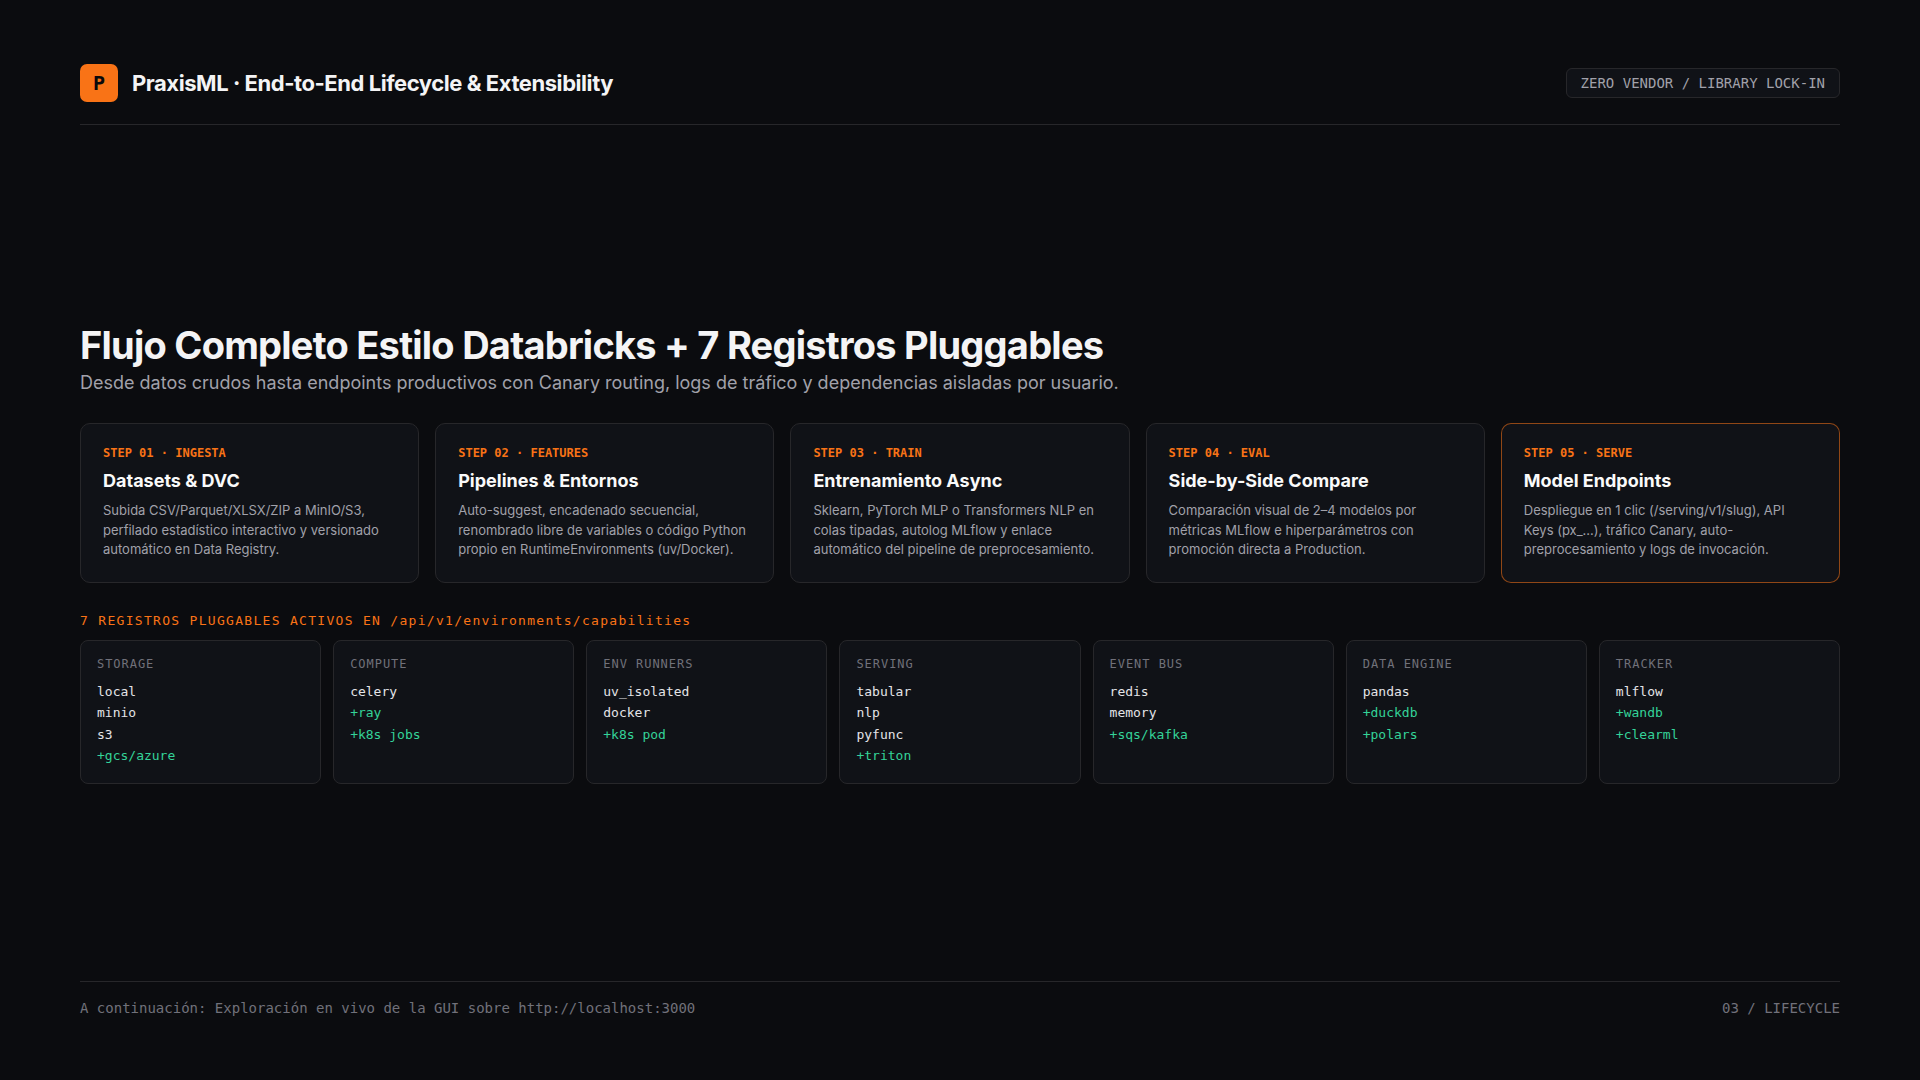 P
PraxisML · End-to-End Lifecycle & Extensibility
ZERO VENDOR / LIBRARY LOCK-IN
Flujo Completo Estilo Databricks + 7 Registros Pluggables
Desde datos crudos hasta endpoints productivos con Canary routing, logs de tráfico y dependencias aisladas por usuario.
STEP 01 · INGESTA
Datasets & DVC
Subida CSV/Parquet/XLSX/ZIP a MinIO/S3,
perfilado estadístico interactivo y versionado
automático en Data Registry.
STEP 02 · FEATURES
Pipelines & Entornos
Auto-suggest, encadenado secuencial,
renombrado libre de variables o código Python
propio en RuntimeEnvironments (uv/Docker).
STEP 03 · TRAIN
Entrenamiento Async
Sklearn, PyTorch MLP o Transformers NLP en
colas tipadas, autolog MLflow y enlace
automático del pipeline de preprocesamiento.
STEP 04 · EVAL
Side-by-Side Compare
Comparación visual de 2–4 modelos por
métricas MLflow e hiperparámetros con
promoción directa a Production.
STEP 05 · SERVE
Model Endpoints
Despliegue en 1 clic (/serving/v1/slug), API
Keys (px_...), tráfico Canary, auto-
preprocesamiento y logs de invocación.
7 REGISTROS PLUGGABLES ACTIVOS EN /api/v1/environments/capabilities
STORAGE
local
minio
s3
+gcs/azure
COMPUTE
celery
+ray
+k8s jobs
ENV RUNNERS
uv_isolated
docker
+k8s pod
SERVING
tabular
nlp
pyfunc
+triton
EVENT BUS
redis
memory
+sqs/kafka
DATA ENGINE
pandas
+duckdb
+polars
TRACKER
mlflow
+wandb
+clearml
A continuación: Exploración en vivo de la GUI sobre http://localhost:3000
03 / LIFECYCLE